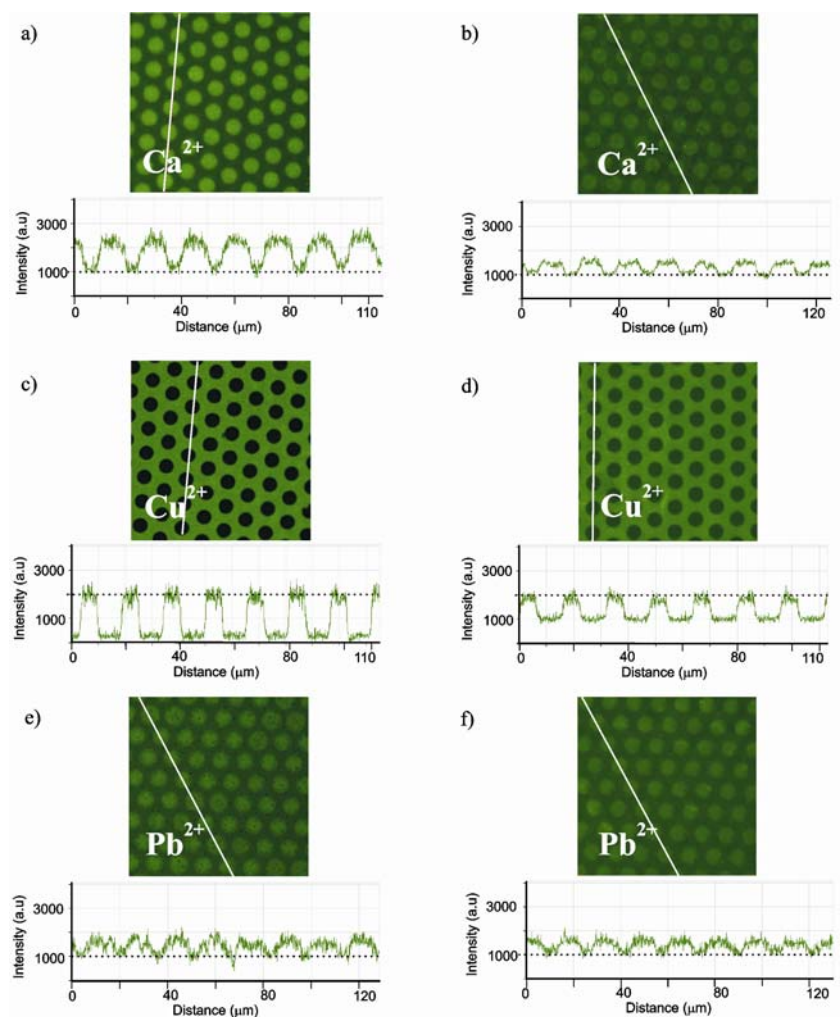 a)
Ca2+
Intensity (a.u)
3000
1000
0 40 80 110
Distance (μm)
b)
Ca2+
Intensity (a.u)
3000
1000
0 40 80 120
Distance (μm)
c)
Cu2+
Intensity (a.u)
3000
1000
0 40 80 110
Distance (μm)
d)
Cu2+
Intensity (a.u)
3000
1000
0 40 80 110
Distance (μm)
e)
Pb2+
Intensity (a.u)
3000
1000
0 40 80 120
Distance (μm)
f)
Pb2+
Intensity (a.u)
3000
1000
0 40 80 120
Distance (μm)